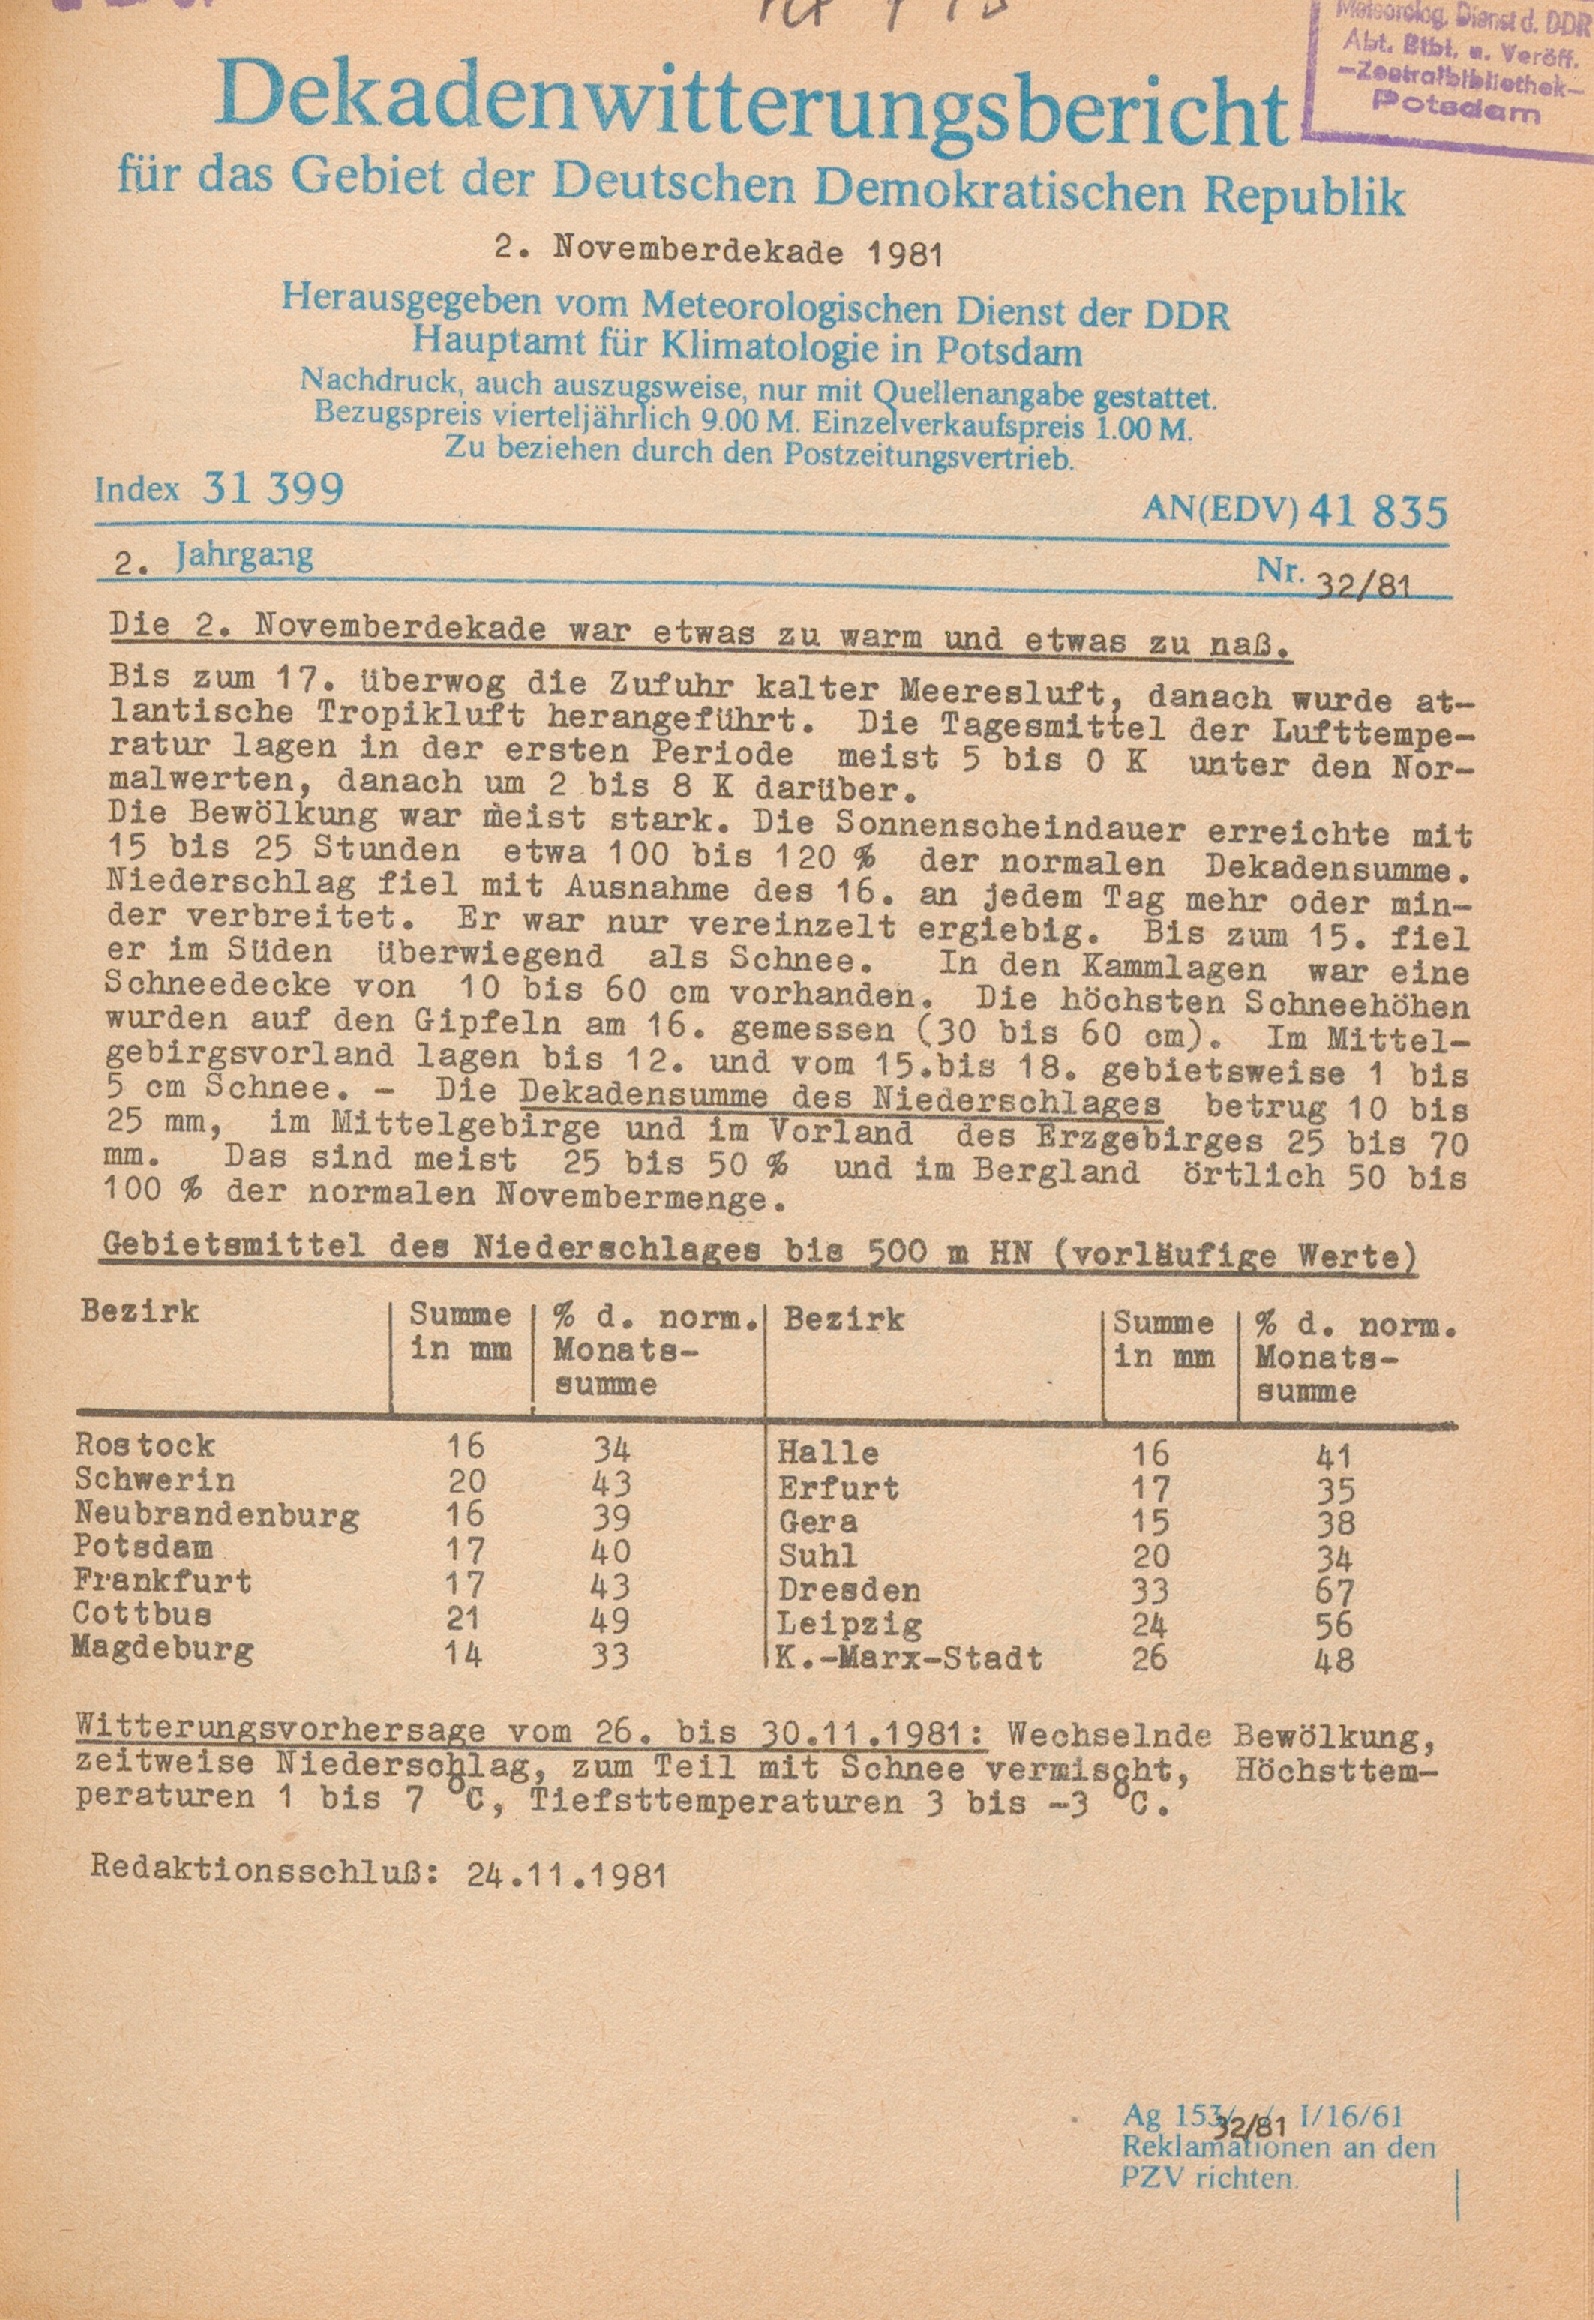 Meteorolog. Dienst d. DDR
Abt. Bibl. u. Veröff.
-Zentralbibliothek-
Potsdam
Dekadenwitterungsbericht
für das Gebiet der Deutschen Demokratischen Republik
2. Novemberdekade 1981
Herausgegeben vom Meteorologischen Dienst der DDR
Hauptamt für Klimatologie in Potsdam
Nachdruck, auch auszugsweise, nur mit Quellenangabe gestattet.
Bezugspreis vierteljährlich 9.00 M. Einzelverkaufspreis 1.00 M.
Zu beziehen durch den Postzeitungsvertrieb.
Index 31 399 AN(EDV) 41 835
2. Jahrgang Nr. 32/81
Die 2. Novemberdekade war etwas zu warm und etwas zu naß.
Bis zum 17. überwog die Zufuhr kalter Meeresluft, danach wurde at-
lantische Tropikluft herangeführt. Die Tagesmittel der Lufttempe-
ratur lagen in der ersten Periode meist 5 bis 0 K unter den Nor-
malwerten, danach um 2 bis 8 K darüber.
Die Bewölkung war meist stark. Die Sonnenscheindauer erreichte mit
15 bis 25 Stunden etwa 100 bis 120 % der normalen Dekadensumme.
Niederschlag fiel mit Ausnahme des 16. an jedem Tag mehr oder min-
der verbreitet. Er war nur vereinzelt ergiebig. Bis zum 15. fiel
er im Süden überwiegend als Schnee. In den Kammlagen war eine
Schneedecke von 10 bis 60 cm vorhanden. Die höchsten Schneehöhen
wurden auf den Gipfeln am 16. gemessen (30 bis 60 cm). Im Mittel-
gebirgsvorland lagen bis 12. und vom 15.bis 18. gebietsweise 1 bis
5 cm Schnee. - Die Dekadensumme des Niederschlages betrug 10 bis
25 mm, im Mittelgebirge und im Vorland des Erzgebirges 25 bis 70
mm. Das sind meist 25 bis 50 % und im Bergland örtlich 50 bis
100 % der normalen Novembermenge.
Gebietsmittel des Niederschlages bis 500 m HN (vorläufige Werte)
Bezirk Summe % d. norm. Bezirk Summe % d. norm.
in mm Monats- in mm Monats-
summe summe
Rostock 16 34 Halle 16 41
Schwerin 20 43 Erfurt 17 35
Neubrandenburg 16 39 Gera 15 38
Potsdam 17 40 Suhl 20 34
Frankfurt 17 43 Dresden 33 67
Cottbus 21 49 Leipzig 24 56
Magdeburg 14 33 K.-Marx-Stadt 26 48
Witterungsvorhersage vom 26. bis 30.11.1981: Wechselnde Bewölkung,
zeitweise Niederschlag, zum Teil mit Schnee vermischt, Höchsttem-
peraturen 1 bis 7 °C, Tiefsttemperaturen 3 bis -3 °C.
Redaktionsschluß: 24.11.1981
Ag 153/ 32/81 I/16/61
Reklamationen an den
PZV richten.